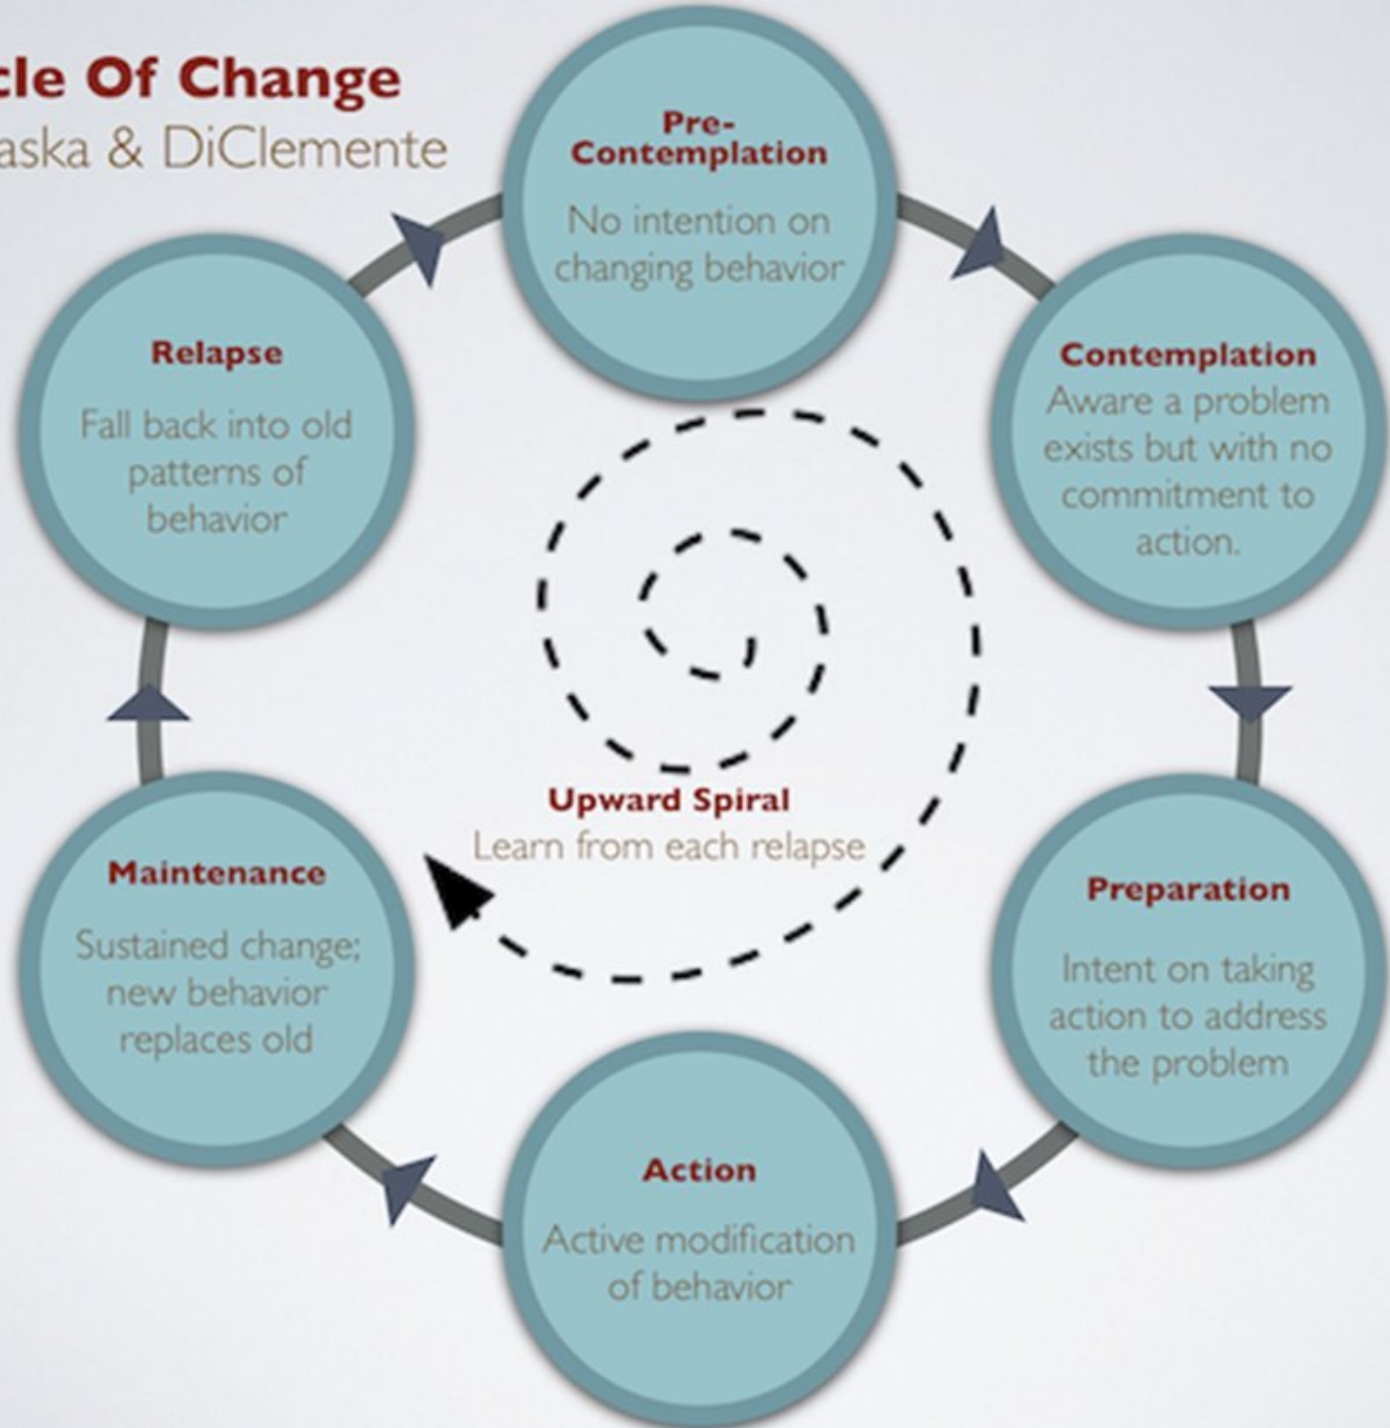 cle Of Change
aska & DiClemente
Pre-
Contemplation
No intention on
changing behavior
Contemplation
Aware a problem
exists but with no
commitment to
action.
Preparation
Intent on taking
action to address
the problem
Action
Active modification
of behavior
Maintenance
Sustained change;
new behavior
replaces old
Relapse
Fall back into old
patterns of
behavior
Upward Spiral
Learn from each relapse